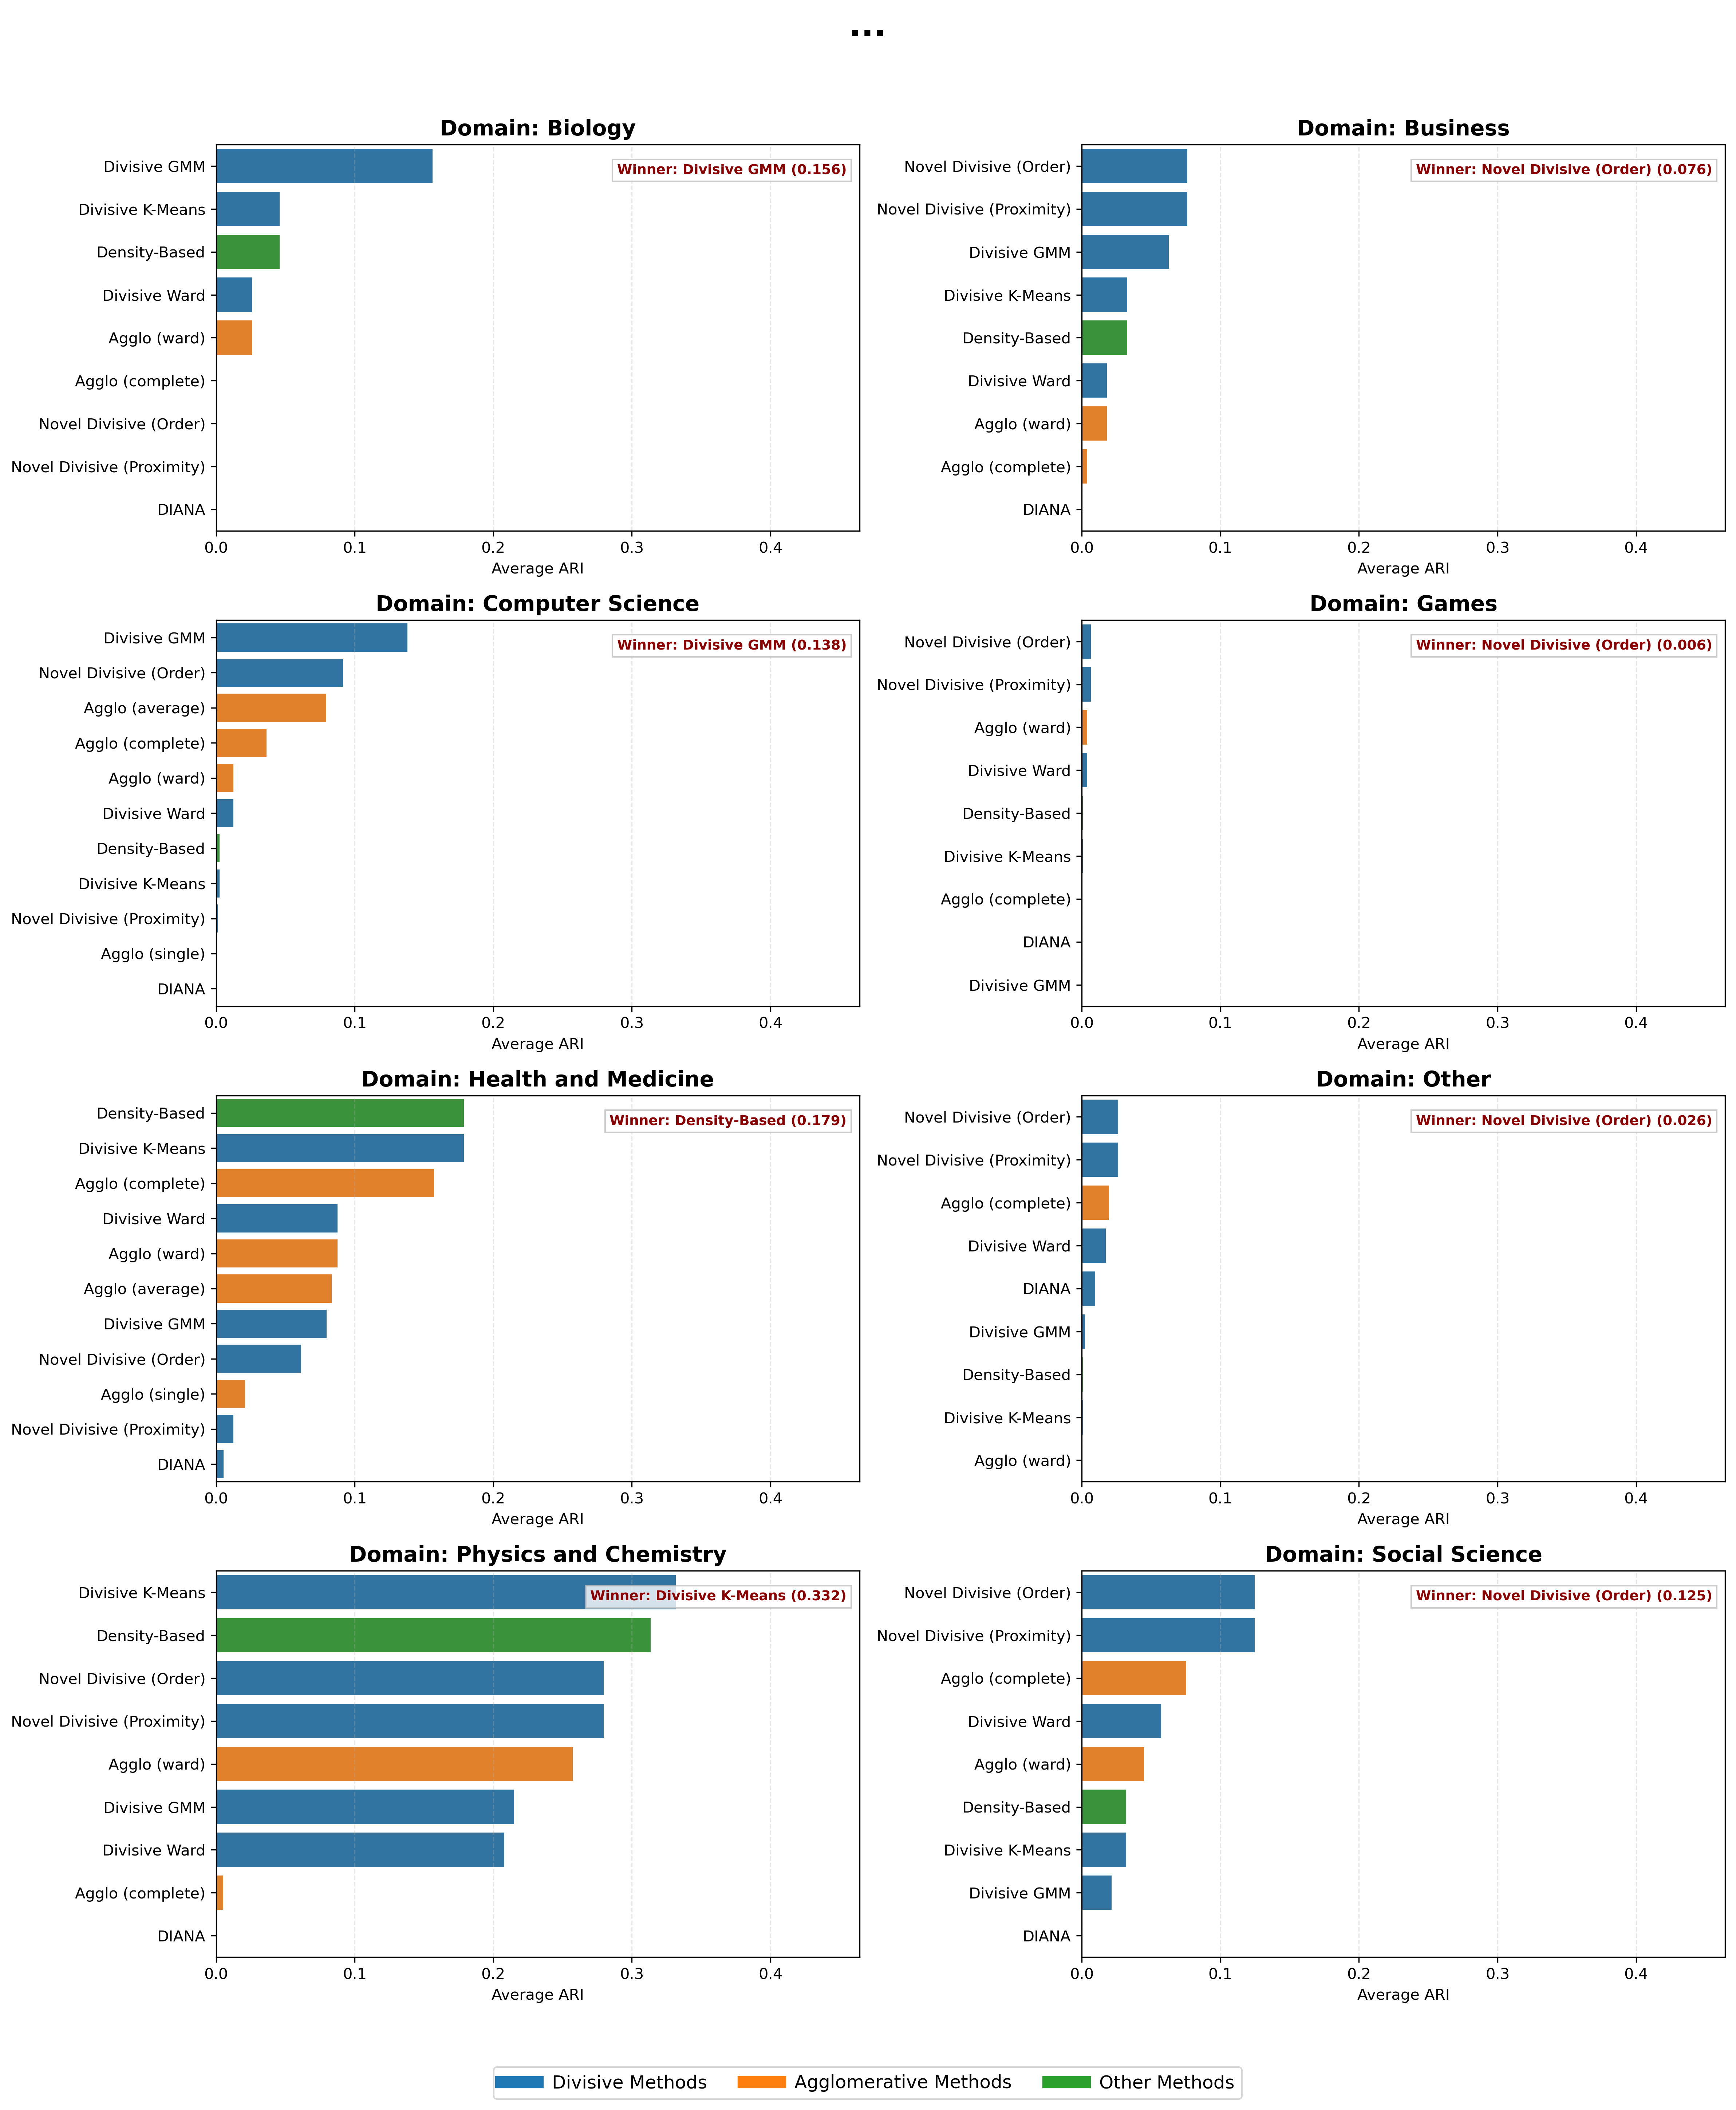 ...
Domain: Biology
Winner: Divisive GMM (0.156)
Divisive GMM
Divisive K-Means
Density-Based
Divisive Ward
Agglo (ward)
Agglo (complete)
Novel Divisive (Order)
Novel Divisive (Proximity)
DIANA
0.0 0.1 0.2 0.3 0.4
Average ARI
Domain: Business
Winner: Novel Divisive (Order) (0.076)
Novel Divisive (Order)
Novel Divisive (Proximity)
Divisive GMM
Divisive K-Means
Density-Based
Divisive Ward
Agglo (ward)
Agglo (complete)
DIANA
0.0 0.1 0.2 0.3 0.4
Average ARI
Domain: Computer Science
Winner: Divisive GMM (0.138)
Divisive GMM
Novel Divisive (Order)
Agglo (average)
Agglo (complete)
Agglo (ward)
Divisive Ward
Density-Based
Divisive K-Means
Novel Divisive (Proximity)
Agglo (single)
DIANA
0.0 0.1 0.2 0.3 0.4
Average ARI
Domain: Games
Winner: Novel Divisive (Order) (0.006)
Novel Divisive (Order)
Novel Divisive (Proximity)
Agglo (ward)
Divisive Ward
Density-Based
Divisive K-Means
Agglo (complete)
DIANA
Divisive GMM
0.0 0.1 0.2 0.3 0.4
Average ARI
Domain: Health and Medicine
Winner: Density-Based (0.179)
Density-Based
Divisive K-Means
Agglo (complete)
Divisive Ward
Agglo (ward)
Agglo (average)
Divisive GMM
Novel Divisive (Order)
Agglo (single)
Novel Divisive (Proximity)
DIANA
0.0 0.1 0.2 0.3 0.4
Average ARI
Domain: Other
Winner: Novel Divisive (Order) (0.026)
Novel Divisive (Order)
Novel Divisive (Proximity)
Agglo (complete)
Divisive Ward
DIANA
Divisive GMM
Density-Based
Divisive K-Means
Agglo (ward)
0.0 0.1 0.2 0.3 0.4
Average ARI
Domain: Physics and Chemistry
Winner: Divisive K-Means (0.332)
Divisive K-Means
Density-Based
Novel Divisive (Order)
Novel Divisive (Proximity)
Agglo (ward)
Divisive GMM
Divisive Ward
Agglo (complete)
DIANA
0.0 0.1 0.2 0.3 0.4
Average ARI
Domain: Social Science
Winner: Novel Divisive (Order) (0.125)
Novel Divisive (Order)
Novel Divisive (Proximity)
Agglo (complete)
Divisive Ward
Agglo (ward)
Density-Based
Divisive K-Means
Divisive GMM
DIANA
0.0 0.1 0.2 0.3 0.4
Average ARI
Divisive Methods Agglomerative Methods Other Methods